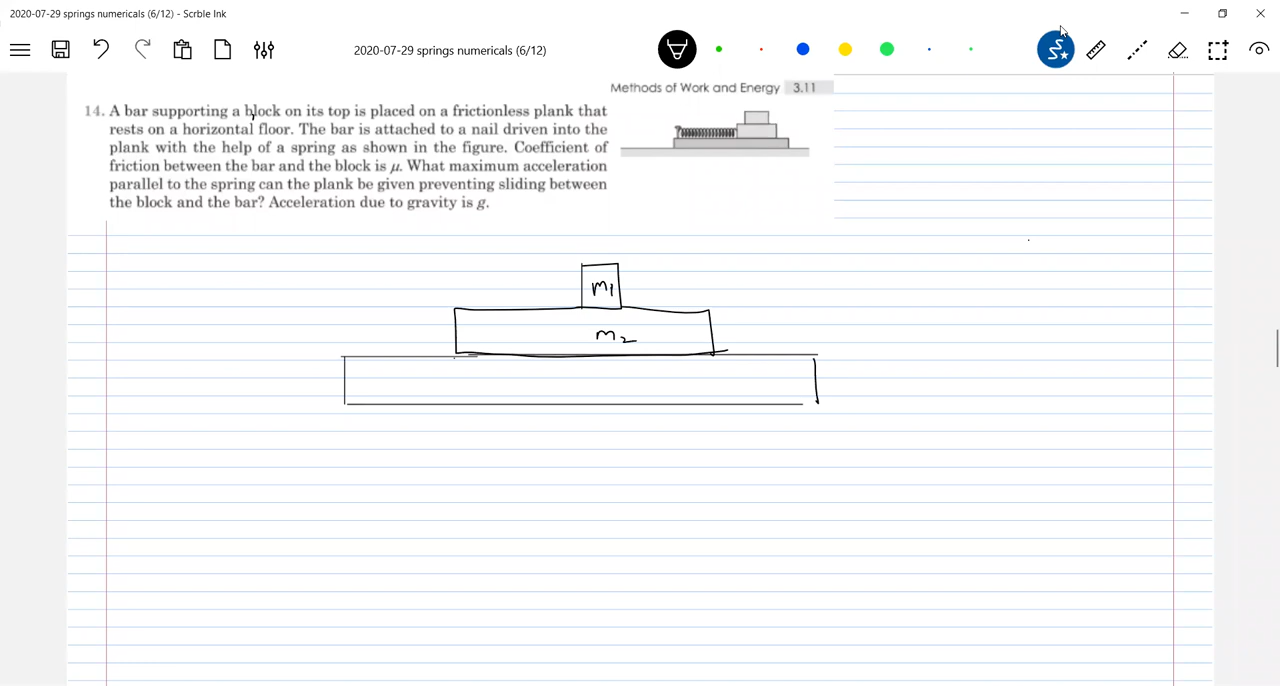 2020-07-29 springs numericals (6/12) - Scrble Ink
2020-07-29 springs numericals (6/12)
Methods of Work and Energy 3.11
14. A bar supporting a block on its top is placed on a frictionless plank that
rests on a horizontal floor. The bar is attached to a nail driven into the
plank with the help of a spring as shown in the figure. Coefficient of
friction between the bar and the block is μ. What maximum acceleration
parallel to the spring can the plank be given preventing sliding between
the block and the bar? Acceleration due to gravity is g.
m1
m2